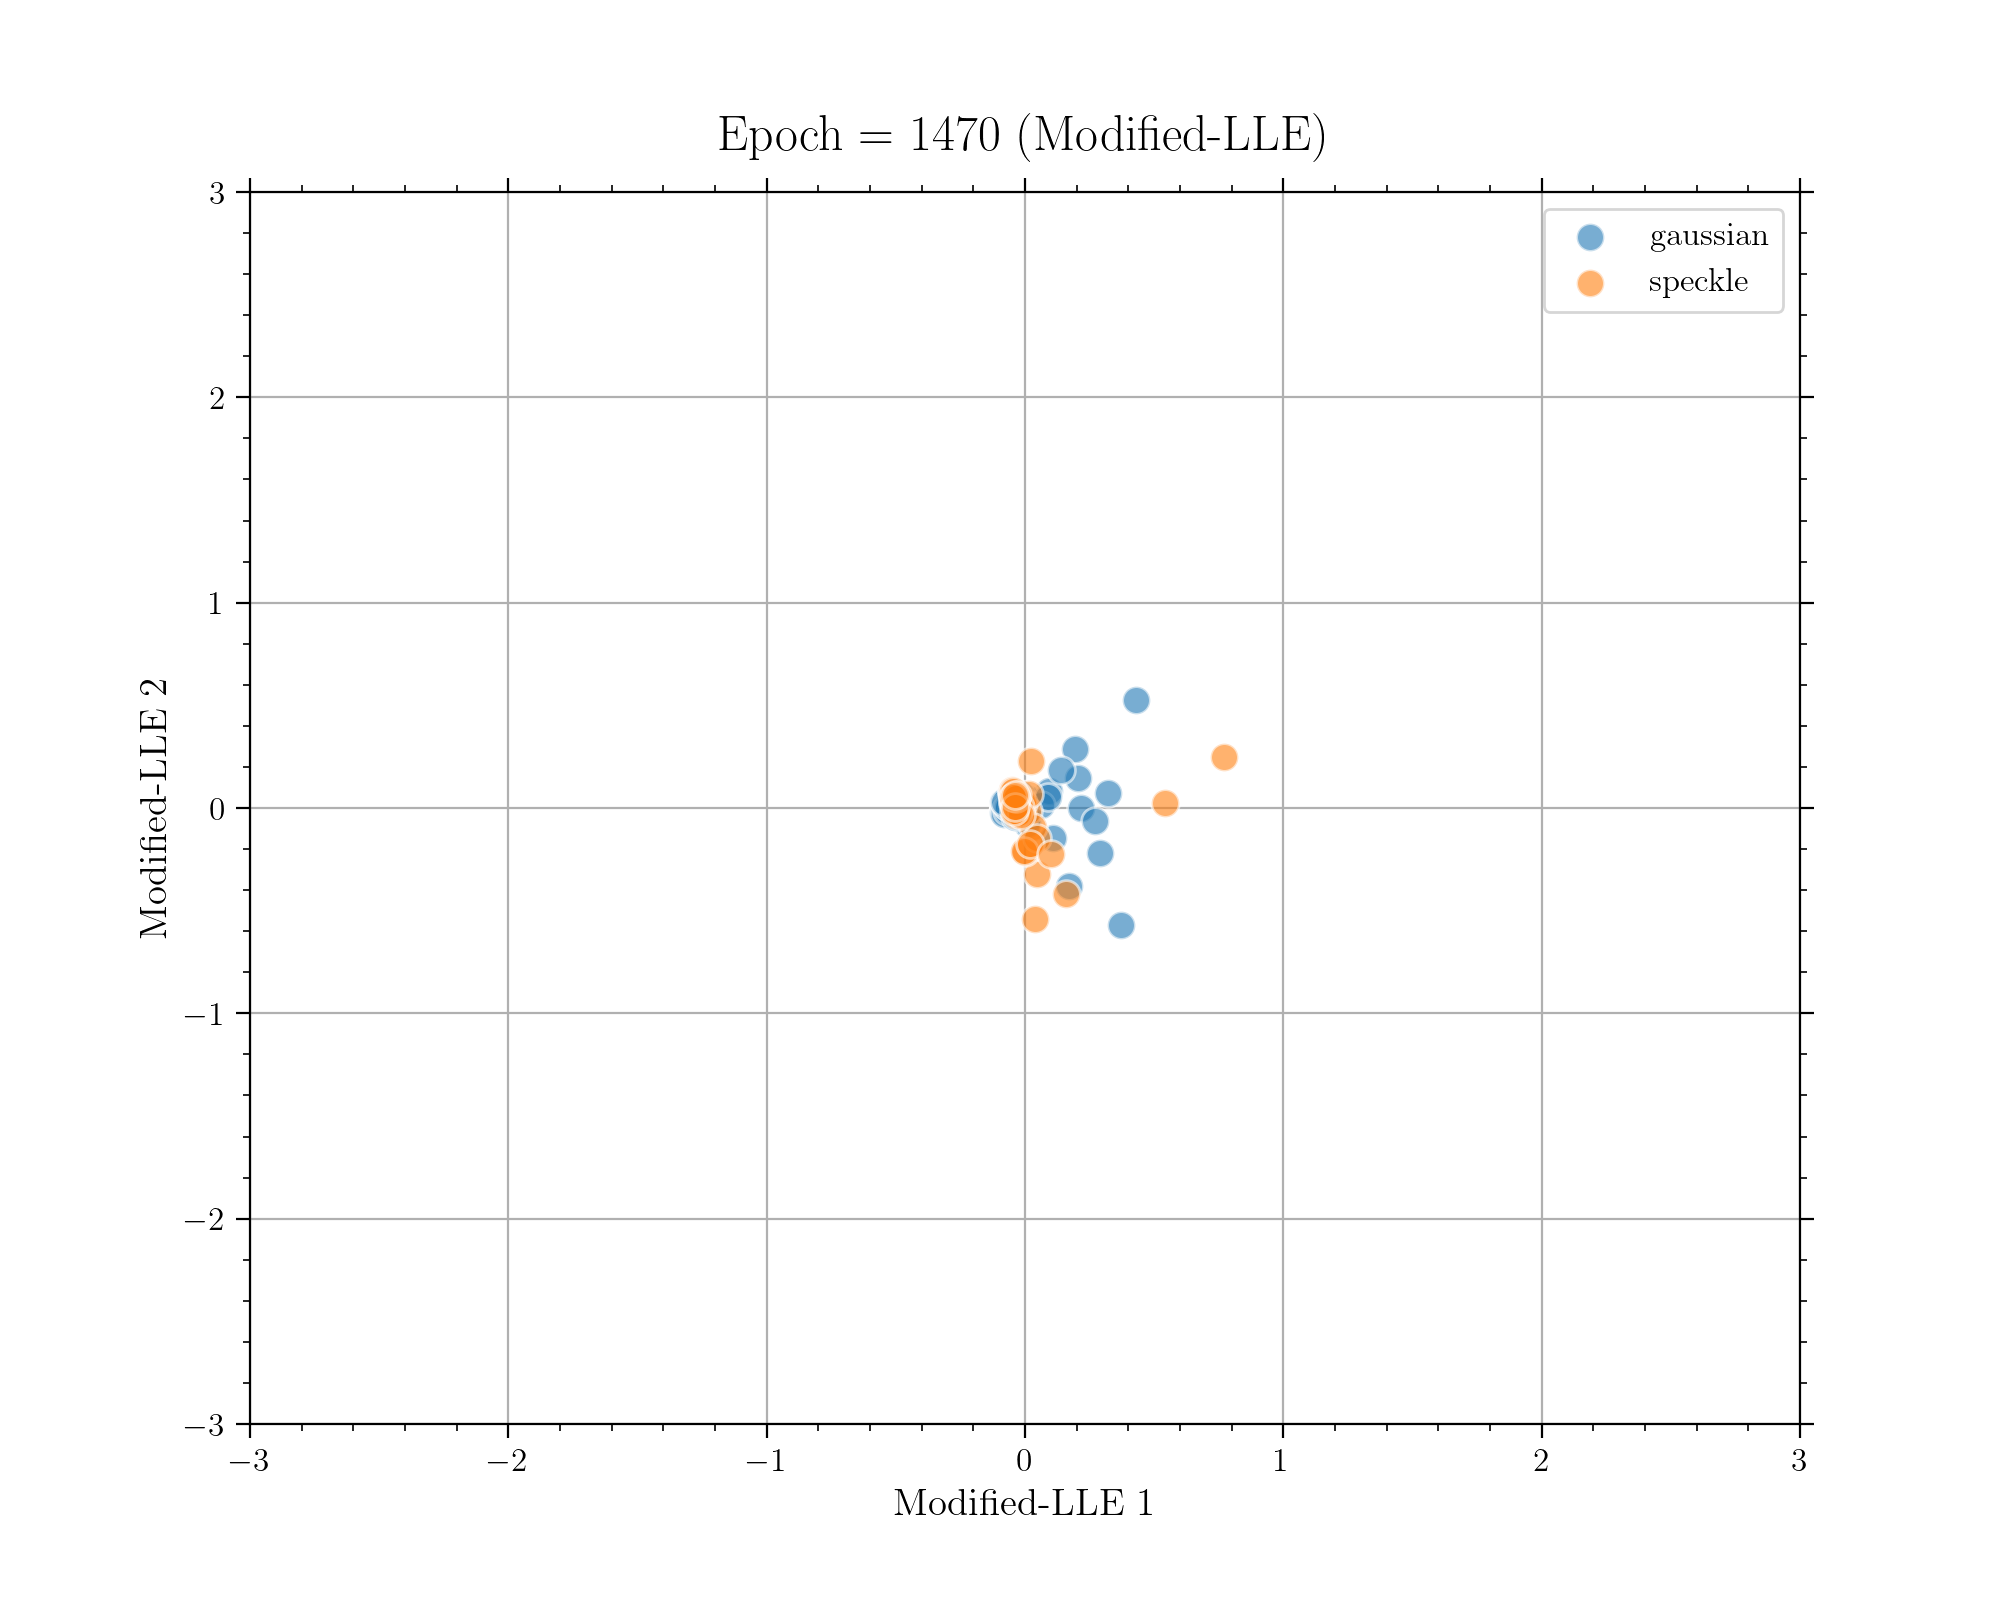 Epoch = 1470 (Modified-LLE)
gaussian
speckle
3
2
1
0
−1
−2
−3
Modified-LLE 2
−3
−2
−1
0
1
2
3
Modified-LLE 1